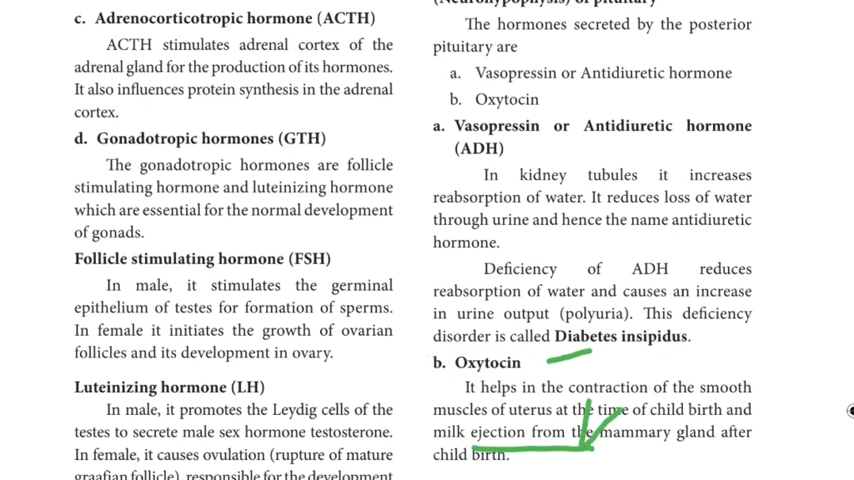 c. Adrenocorticotropic hormone (ACTH)
ACTH stimulates adrenal cortex of the
adrenal gland for the production of its hormones.
It also influences protein synthesis in the adrenal
cortex.
d. Gonadotropic hormones (GTH)
The gonadotropic hormones are follicle
stimulating hormone and luteinizing hormone
which are essential for the normal development
of gonads.
Follicle stimulating hormone (FSH)
In male, it stimulates the germinal
epithelium of testes for formation of sperms.
In female it initiates the growth of ovarian
follicles and its development in ovary.
Luteinizing hormone (LH)
In male, it promotes the Leydig cells of the
testes to secrete male sex hormone testosterone.
In female, it causes ovulation (rupture of mature
graafian follicle), responsible for the development
(Neurohypophysis) of pituitary
The hormones secreted by the posterior
pituitary are
a. Vasopressin or Antidiuretic hormone
b. Oxytocin
a. Vasopressin or Antidiuretic hormone
(ADH)
In kidney tubules it increases
reabsorption of water. It reduces loss of water
through urine and hence the name antidiuretic
hormone.
Deficiency of ADH reduces
reabsorption of water and causes an increase
in urine output (polyuria). This deficiency
disorder is called Diabetes insipidus.
b. Oxytocin
It helps in the contraction of the smooth
muscles of uterus at the time of child birth and
milk ejection from the mammary gland after
child birth.